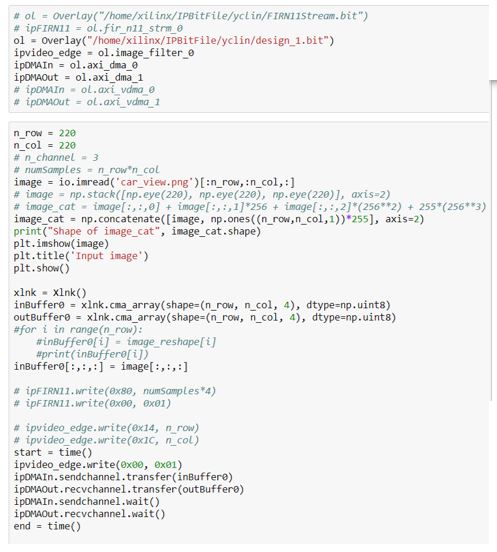 # ol = Overlay("/home/xilinx/IPBitFile/yclin/FIRN11Stream.bit")
# ipFIRN11 = ol.fir_n11_strm_0
ol = Overlay("/home/xilinx/IPBitFile/yclin/design_1.bit")
ipvideo_edge = ol.image_filter_0
ipDMAIn = ol.axi_dma_0
ipDMAOut = ol.axi_dma_1
# ipDMAIn = ol.axi_vdma_0
# ipDMAOut = ol.axi_vdma_1
n_row = 220
n_col = 220
# n_channel = 3
# numSamples = n_row*n_col
image = io.imread('car_view.png')[:n_row,:n_col,:]
# image = np.stack([np.eye(220), np.eye(220), np.eye(220)], axis=2)
# image_cat = image[:,:,0] + image[:,:,1]*256 + image[:,:,2]*(256**2) + 255*(256**3)
image_cat = np.concatenate([image, np.ones((n_row,n_col,1))*255], axis=2)
print("Shape of image_cat", image_cat.shape)
plt.imshow(image)
plt.title('Input image')
plt.show()
xlnk = Xlnk()
inBuffer0 = xlnk.cma_array(shape=(n_row, n_col, 4), dtype=np.uint8)
outBuffer0 = xlnk.cma_array(shape=(n_row, n_col, 4), dtype=np.uint8)
#for i in range(n_row):
    #inBuffer0[i] = image_reshape[i]
    #print(inBuffer0[i])
inBuffer0[:,:,:] = image[:,:,:]
# ipFIRN11.write(0x80, numSamples*4)
# ipFIRN11.write(0x00, 0x01)
# ipvideo_edge.write(0x14, n_row)
# ipvideo_edge.write(0x1C, n_col)
start = time()
ipvideo_edge.write(0x00, 0x01)
ipDMAIn.sendchannel.transfer(inBuffer0)
ipDMAOut.recvchannel.transfer(outBuffer0)
ipDMAIn.sendchannel.wait()
ipDMAOut.recvchannel.wait()
end = time()